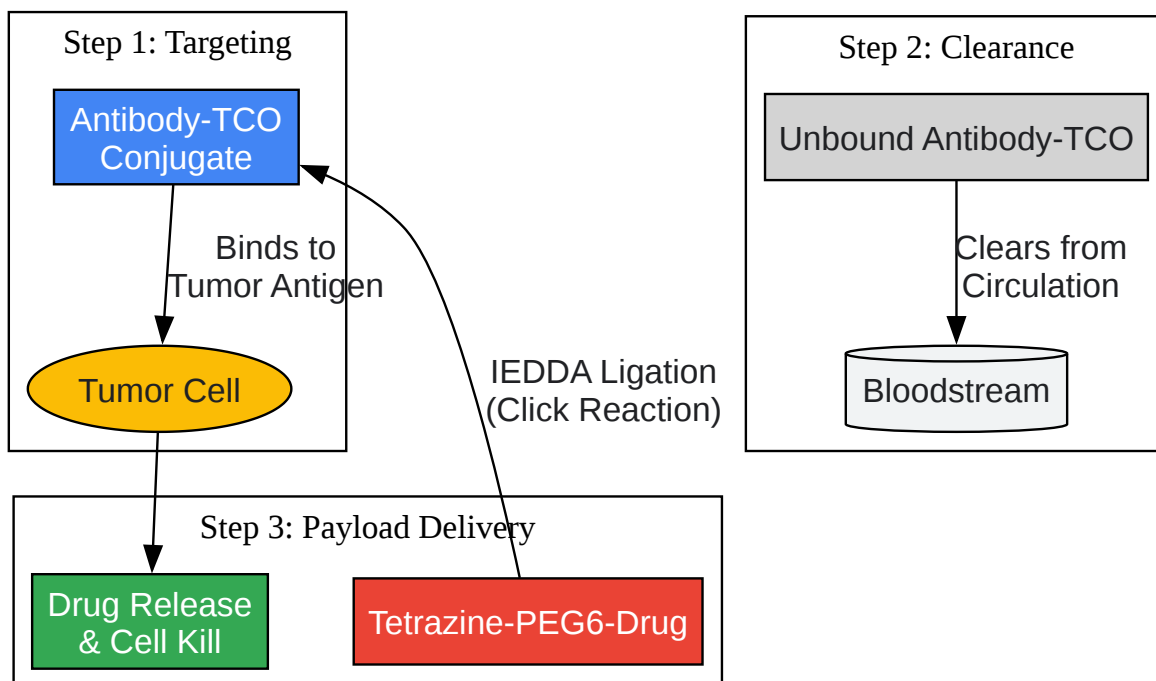 Step 1: Targeting
Antibody-TCO
Conjugate
Binds to
Tumor Antigen
Tumor Cell
Step 2: Clearance
Unbound Antibody-TCO
Clears from
Circulation
Bloodstream
IEDDA Ligation
(Click Reaction)
Step 3: Payload Delivery
Drug Release
& Cell Kill
Tetrazine-PEG6-Drug